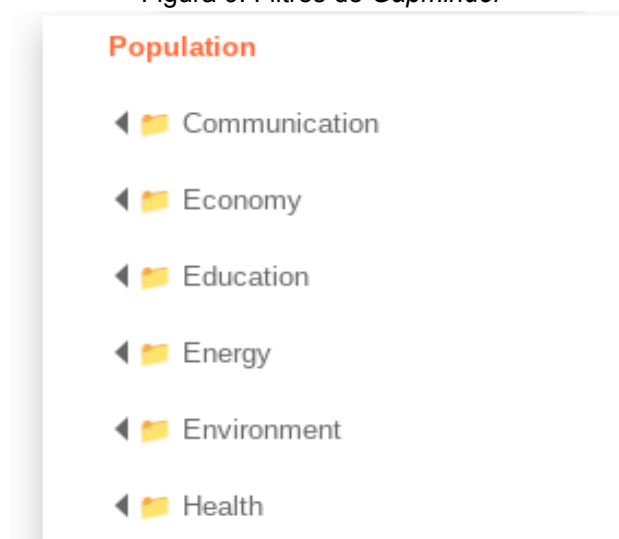 Population
Communication
Economy
Education
Energy
Environment
Health